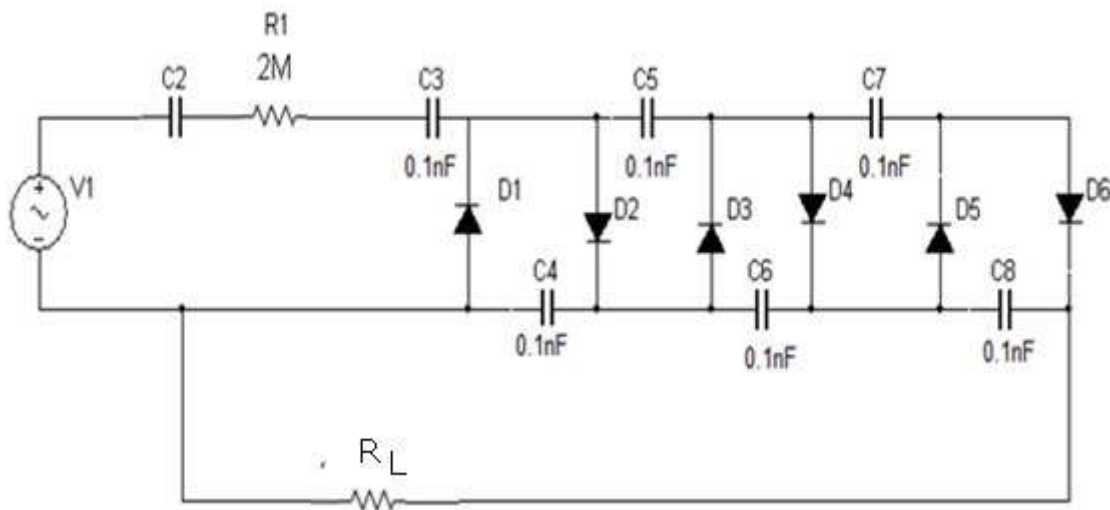 R1
2M
C2
C3
C5
C7
0.1nF
0.1nF
0.1nF
V1
+
D1
D2
D3
D4
D5
D6
C4
C6
C8
0.1nF
0.1nF
0.1nF
RL